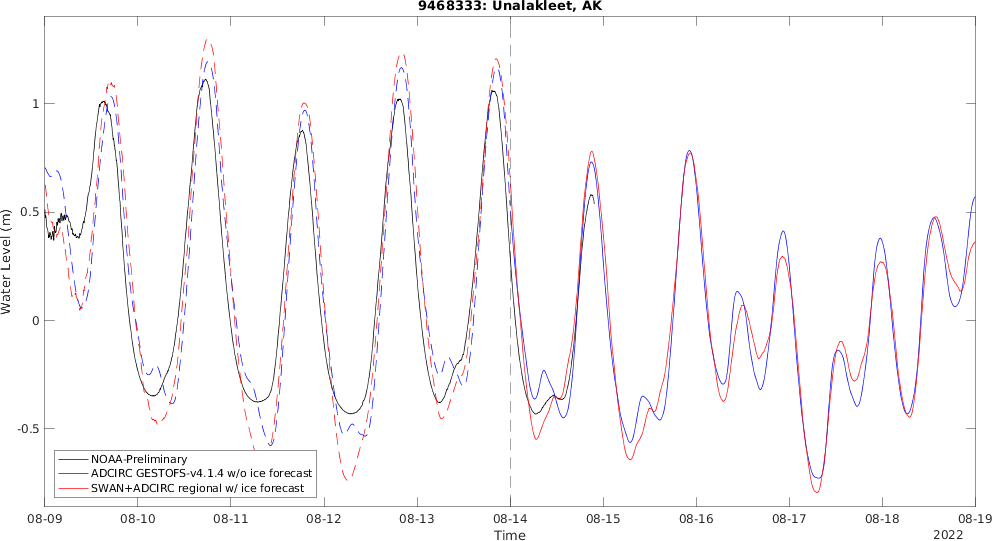 9468333: Unalakleet, AK
Water Level (m)
1
0.5
0
-0.5
NOAA-Preliminary
ADCIRC GESTOFS-v4.1.4 w/o ice forecast
SWAN+ADCIRC regional w/ ice forecast
08-09 08-10 08-11 08-12 08-13 08-14 08-15 08-16 08-17 08-18 08-19
Time
2022